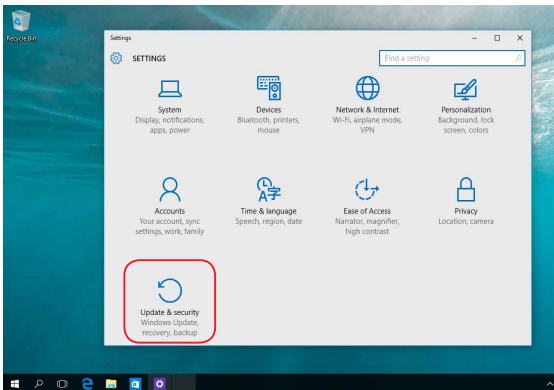 Recycle Bin
Settings
SETTINGS
Find a setting
System
Display, notifications,
apps, power
Devices
Bluetooth, printers,
mouse
Network & Internet
Wi-Fi, airplane mode,
VPN
Personalization
Background, lock
screen, colors
Accounts
Your account, sync
settings, work, family
Time & language
Speech, region, date
Ease of Access
Narrator, magnifier,
high contrast
Privacy
Location, camera
Update & security
Windows Update,
recovery, backup